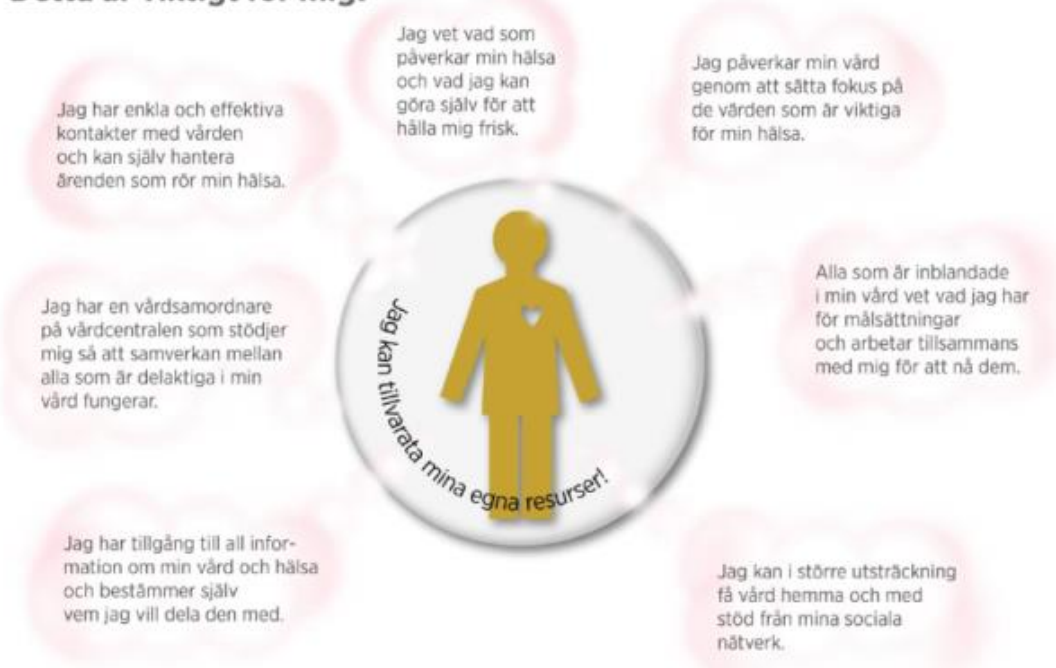 Jag vet vad som
påverkar min hälsa
och vad jag kan
göra själv för att
hålla mig frisk.
Jag påverkar min vård
genom att sätta fokus på
de värden som är viktiga
för min hälsa.
Jag har enkla och effektiva
kontakter med vården
och kan själv hantera
ärenden som rör min hälsa.
Alla som är inblandade
i min vård vet vad jag har
för målsättningar
och arbetar tillsammans
med mig för att nå dem.
Jag har en vårdsamordnare
på vårdcentralen som stödjer
mig så att samverkan mellan
alla som är delaktiga i min
vård fungerar.
Jag kan tillvarata mina egna resurser!
Jag har tillgång till all infor-
mation om min vård och hälsa
och bestämmer själv
vem jag vill dela den med.
Jag kan i större utsträckning
få vård hemma och med
stöd från mina sociala
nätverk.